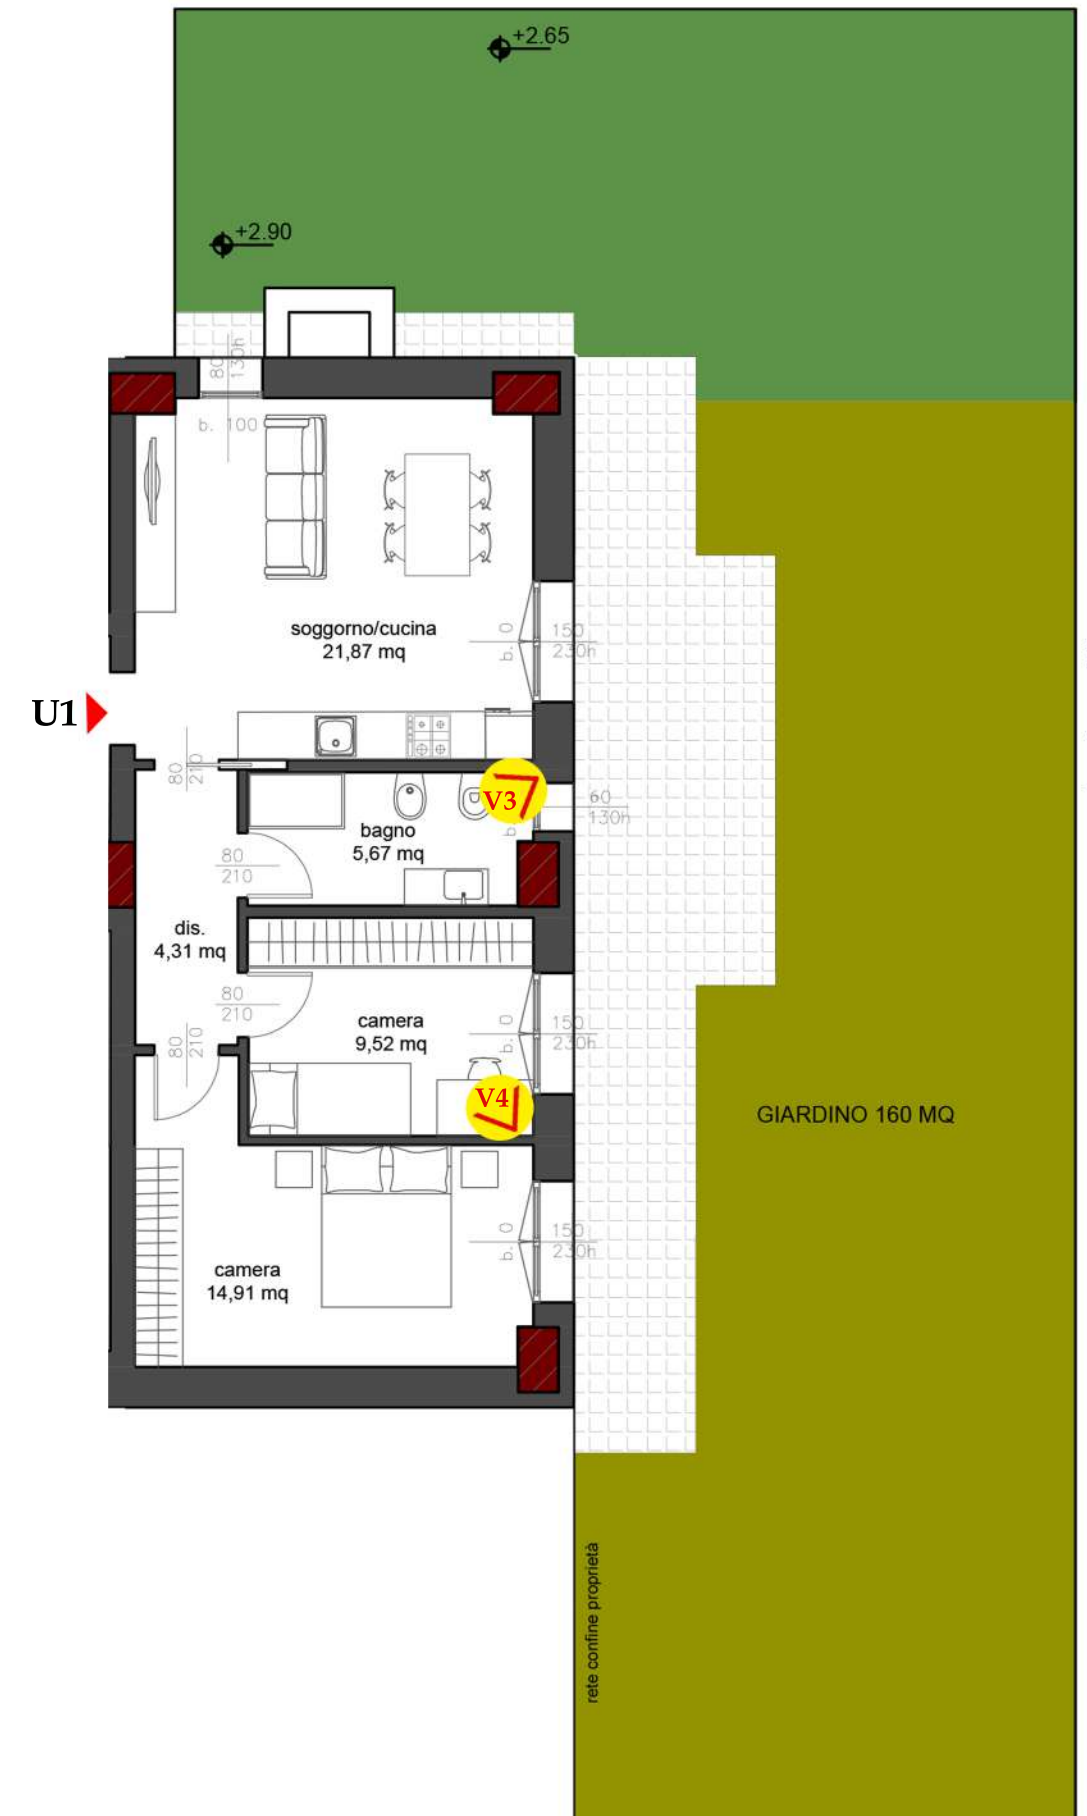 +2.65
+2.90
80
130h
b. 100
soggorno/cucina
21,87 mq
b. 0
150
230h
U1
80
210
V3
60
130h
b.
bagno
5,67 mq
80
210
dis.
4,31 mq
80
210
camera
9,52 mq
b. 0
150
230h
80
210
V4
GIARDINO 160 MQ
b. 0
150
230h
camera
14,91 mq
rete confine proprietà